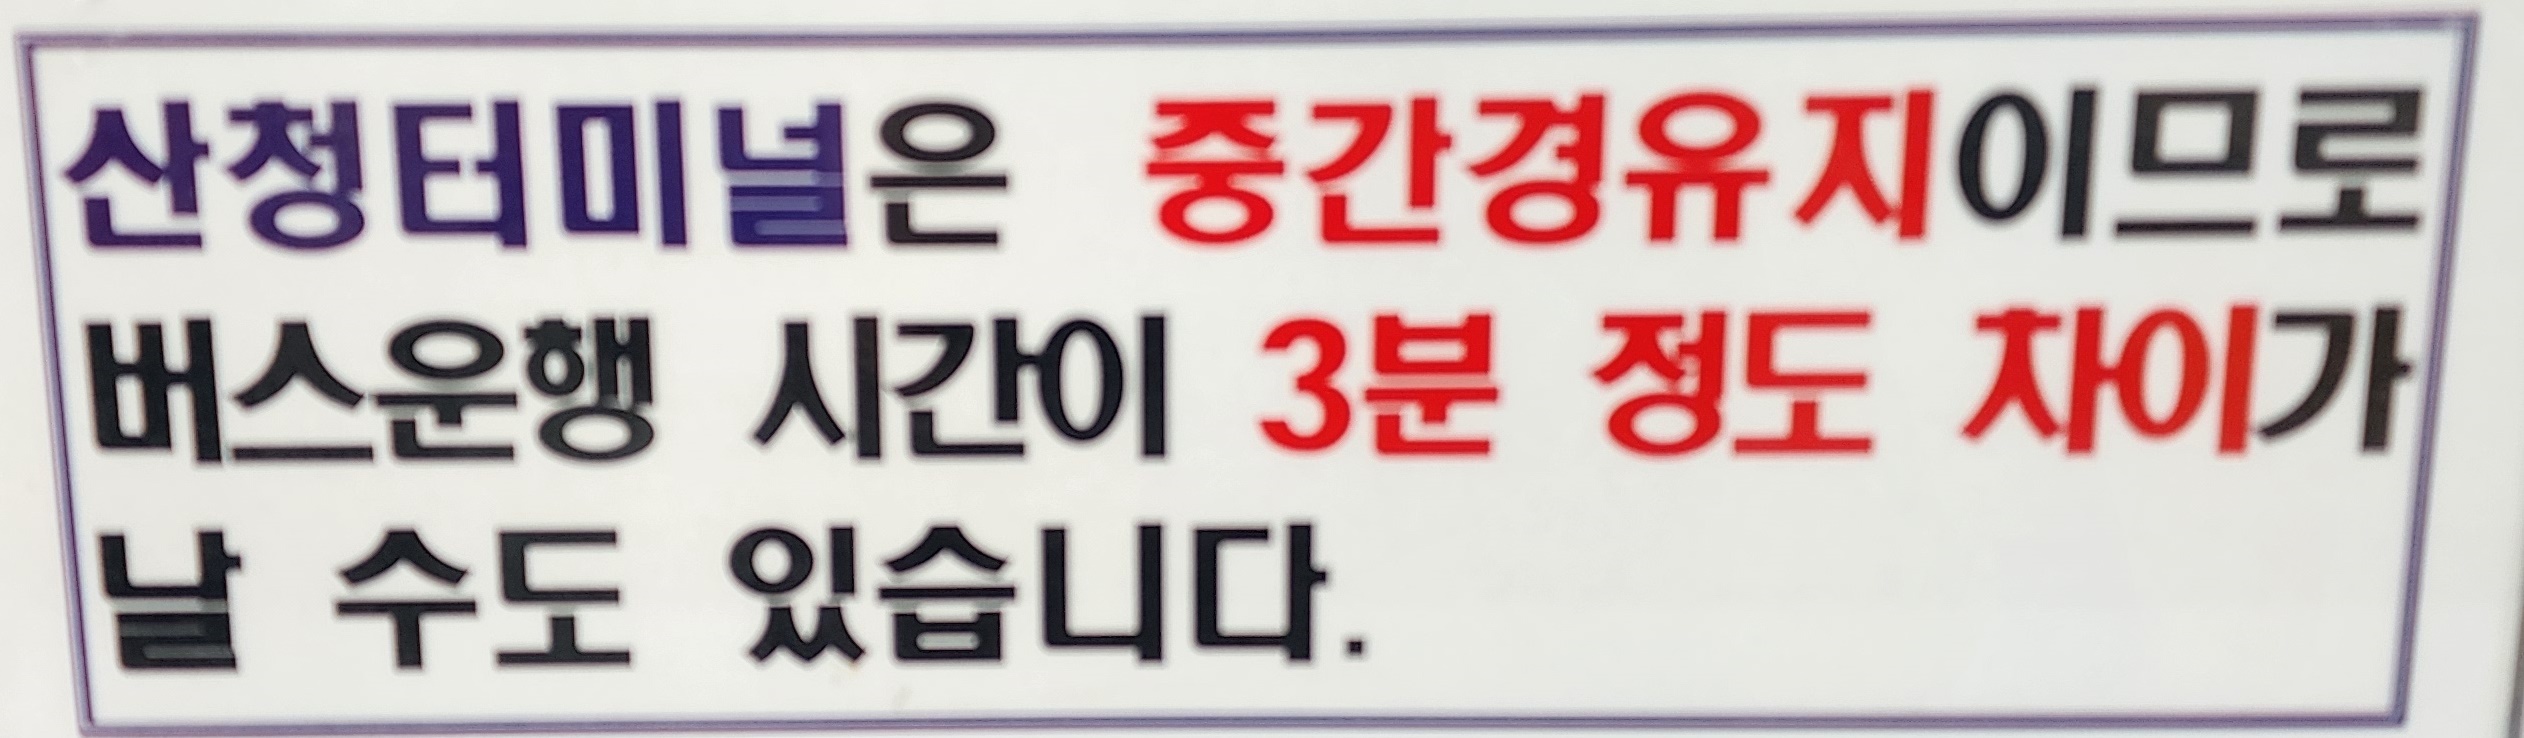 산청터미널은 중간경유지이므로
버스운행 시간이 3분 정도 차이가
날 수도 있습니다.